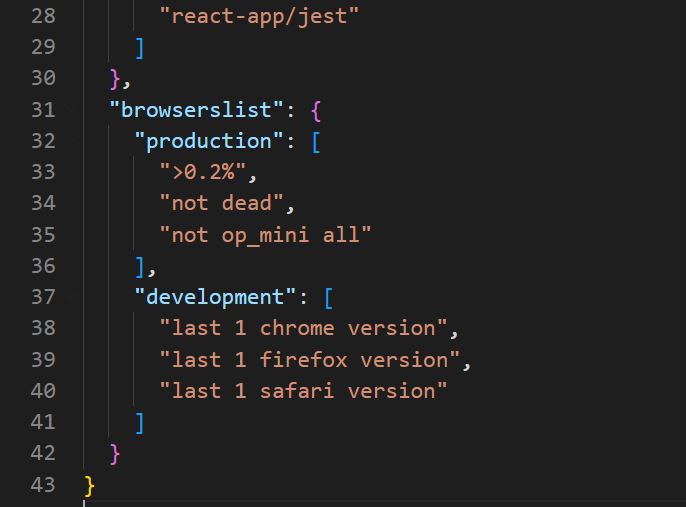 28 "react-app/jest"
29 ]
30 },
31 "browserslist": {
32 "production": [
33 ">0.2%",
34 "not dead",
35 "not op_mini all"
36 ],
37 "development": [
38 "last 1 chrome version",
39 "last 1 firefox version",
40 "last 1 safari version"
41 ]
42 }
43 }